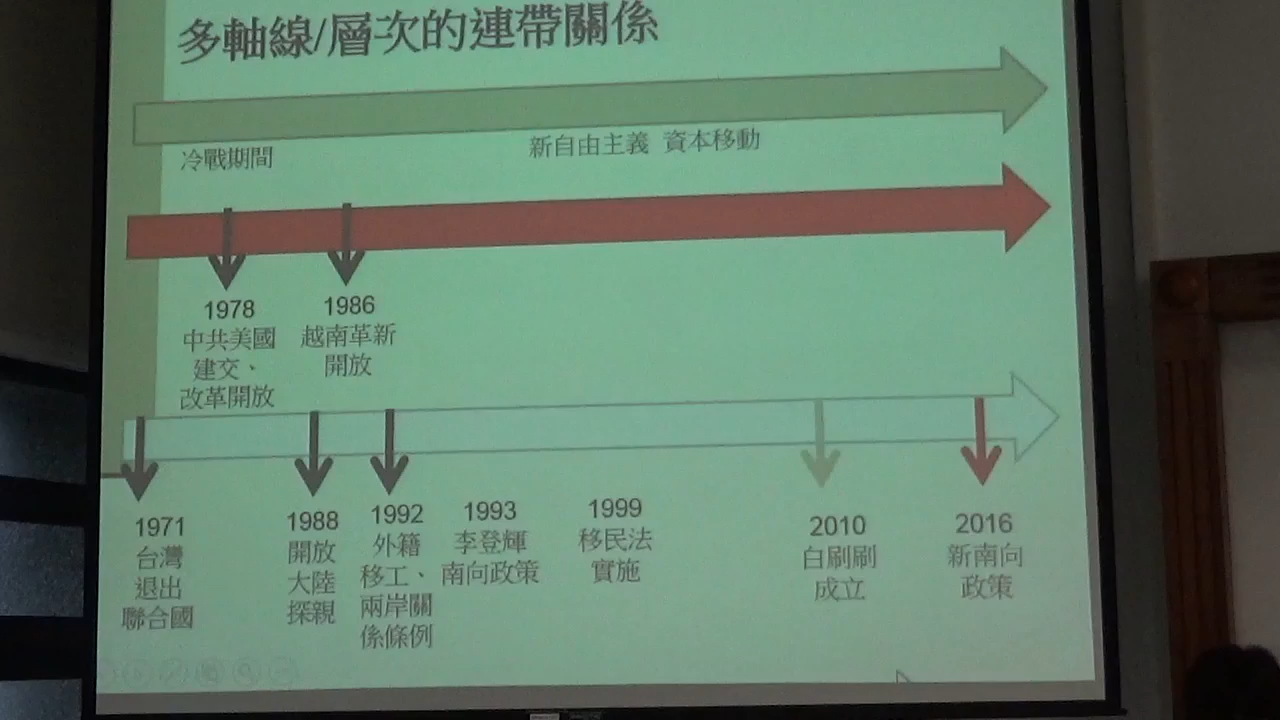 多軸線/層次的連帶關係
冷戰期間
新自由主義 資本移動
1978
中共美國
建交、
改革開放
1986
越南革新
開放
1971
台灣
退出
聯合國
1988
開放
大陸
探親
1992
外籍
移工、
兩岸關
係條例
1993
李登輝
南向政策
1999
移民法
實施
2010
白刷刷
成立
2016
新南向
政策